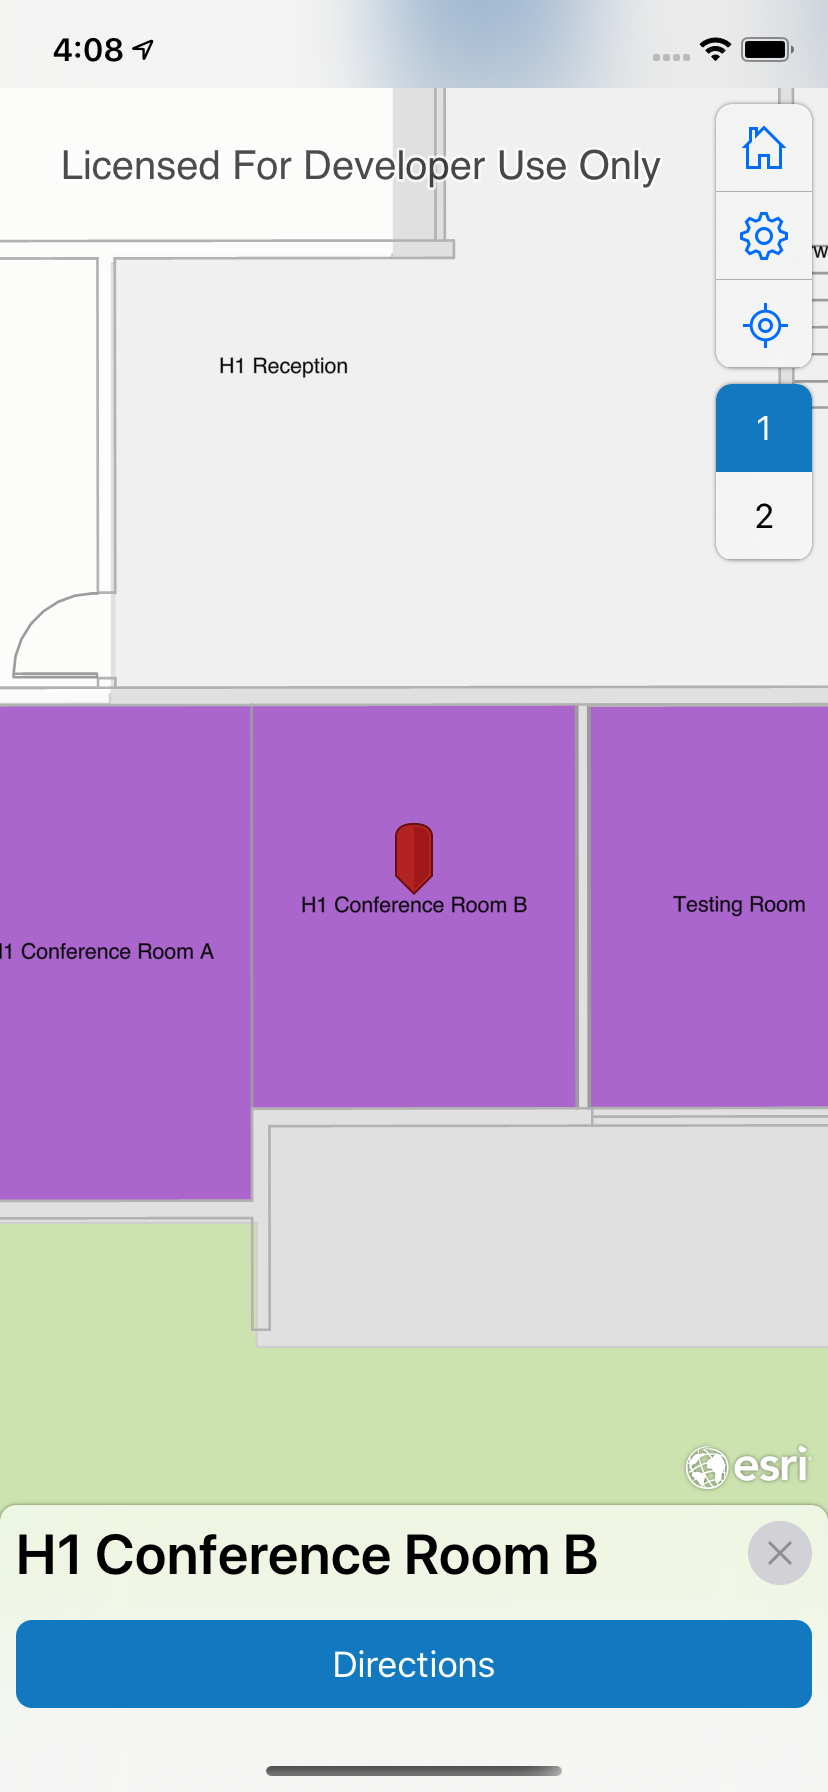 4:08
Licensed For Developer Use Only
w
H1 Reception
1
2
H1 Conference Room B
Testing Room
1 Conference Room A
esri
H1 Conference Room B
Directions